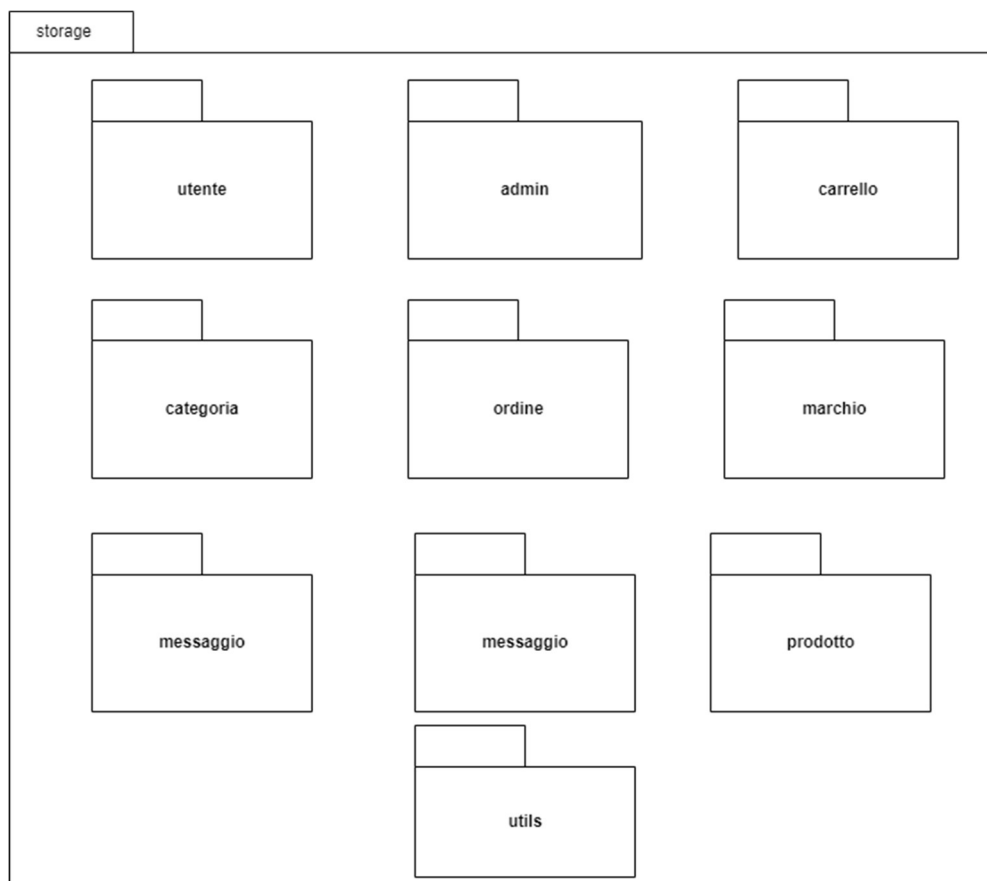 storage
utente
admin
carrello
categoria
ordine
marchio
messaggio
messaggio
prodotto
utils